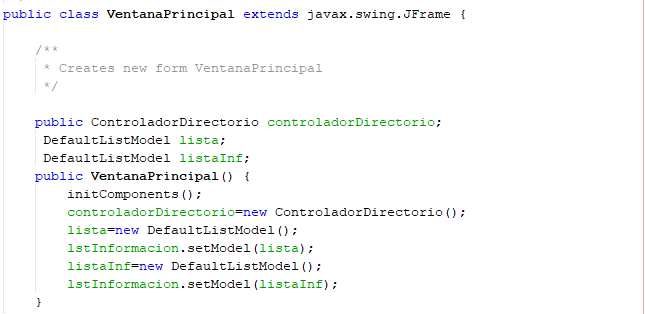 public class VentanaPrincipal extends javax.swing.JFrame {
/**
* Creates new form VentanaPrincipal
*/
public ControladorDirectorio controladorDirectorio;
DefaultListModel lista;
DefaultListModel listaInf;
public VentanaPrincipal() {
initComponents();
controladorDirectorio=new ControladorDirectorio();
lista=new DefaultListModel();
lstInformacion.setModel(lista);
listaInf=new DefaultListModel();
lstInformacion.setModel(listaInf);
}